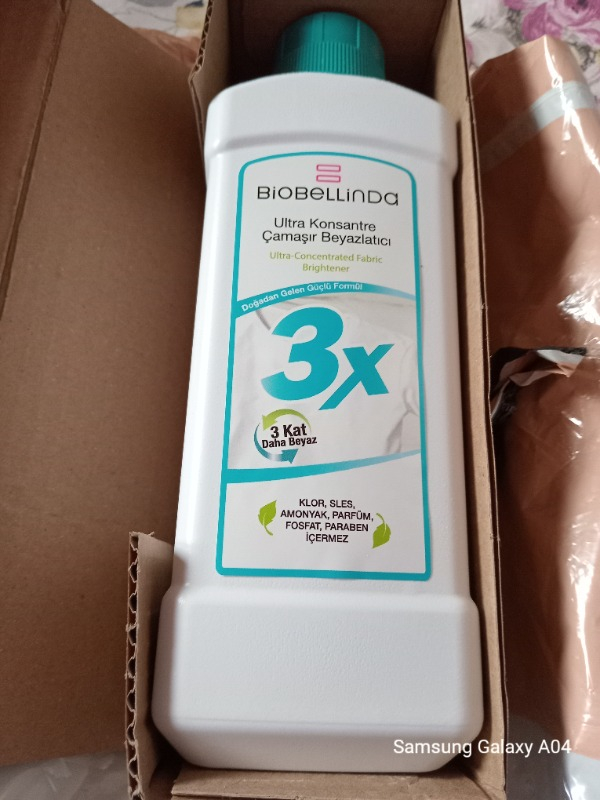 BiOBELLiNDa
Ultra Konsantre
Çamaşır Beyazlatıcı
Ultra-Concentrated Fabric
Brightener
Doğadan Gelen Güçlü Formül
3x
3 Kat
Daha Beyaz
KLOR, SLES,
AMONYAK, PARFÜM,
FOSFAT, PARABEN
İÇERMEZ
Samsung Galaxy A04